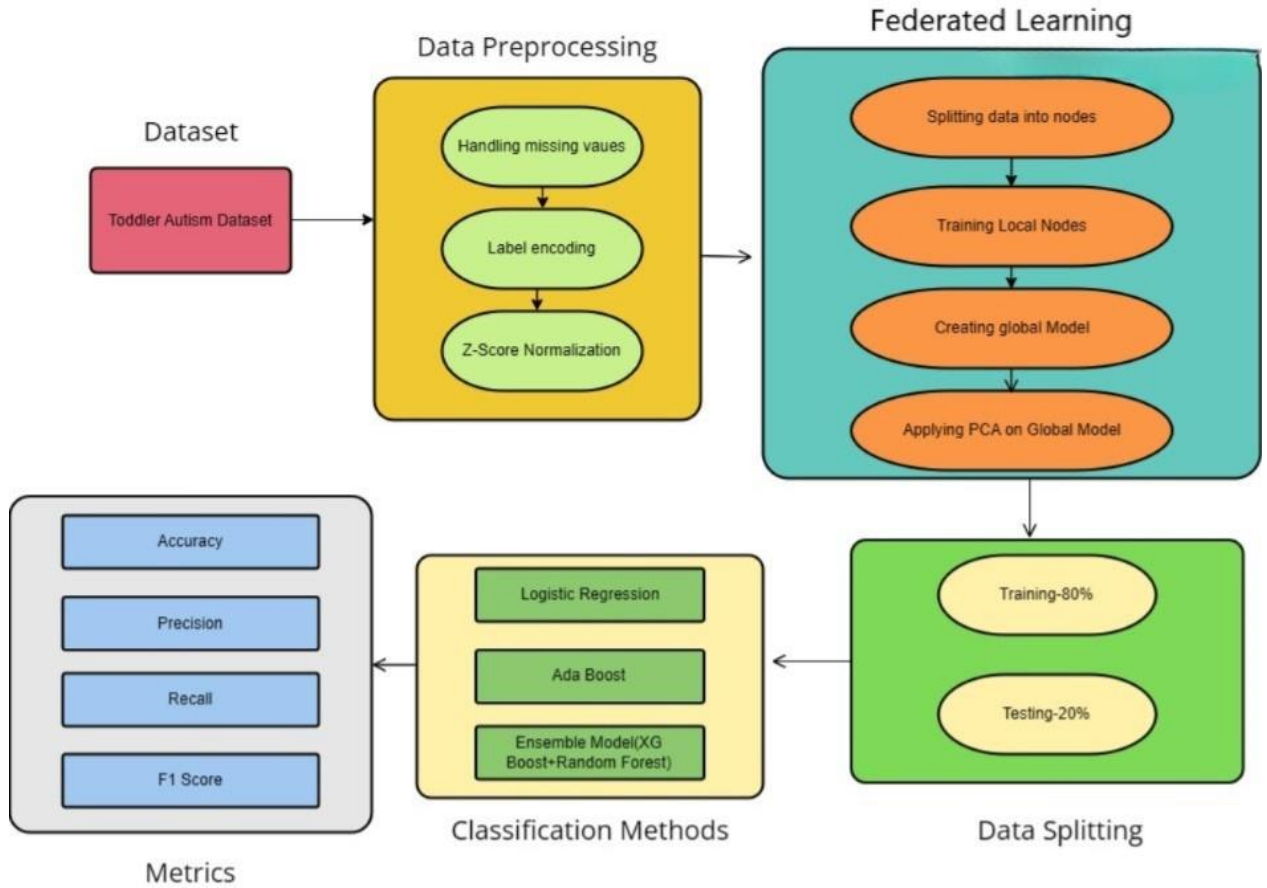 Dataset
Toddler Autism Dataset
Data Preprocessing
Handling missing vaues
Label encoding
Z-Score Normalization
Federated Learning
Splitting data into nodes
Training Local Nodes
Creating global Model
Applying PCA on Global Model
Training-80%
Testing-20%
Data Splitting
Logistic Regression
Ada Boost
Ensemble Model(XG
Boost+Random Forest)
Classification Methods
Accuracy
Precision
Recall
F1 Score
Metrics